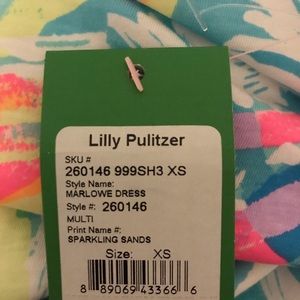 Lilly Pulitzer
SKU #
260146 999SH3 XS
Style Name:
MARLOWE DRESS
Style #: 260146
MULTI
Print Name #:
SPARKLING SANDS
Size: XS
8 89069 43366 6